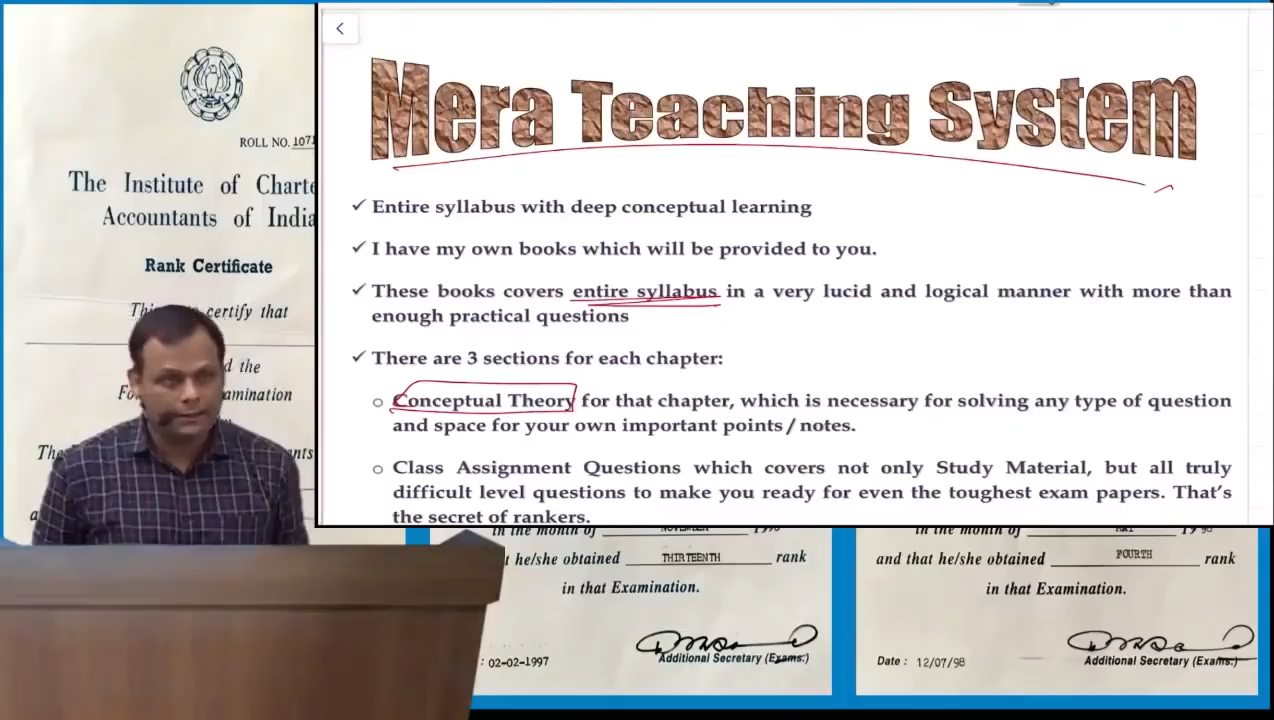 Mera Teaching System
✓ Entire syllabus with deep conceptual learning
✓ I have my own books which will be provided to you.
✓ These books covers entire syllabus in a very lucid and logical manner with more than
enough practical questions
✓ There are 3 sections for each chapter:
o Conceptual Theory for that chapter, which is necessary for solving any type of question
and space for your own important points / notes.
o Class Assignment Questions which covers not only Study Material, but all truly
difficult level questions to make you ready for even the toughest exam papers. That's
the secret of rankers.
ROLL NO. 107
The Institute of Charte
Accountants of India
Rank Certificate
certify that
d the
amination
in the month of
t he/she obtained THIRTEENTH rank
in that Examination.
: 02-02-1997
Additional Secretary (Exams.)
in the month of
and that he/she obtained FOURTH rank
in that Examination.
Date : 12/07/98
Additional Secretary (Exams.)